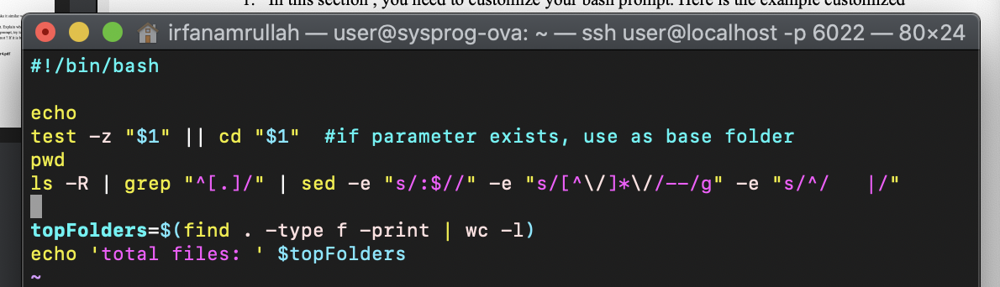 1. "In this section", you need to customize your bash prompt. Here is the example customized
irfanamrullah — user@sysprog-ova: ~ — ssh user@localhost -p 6022 — 80×24
#!/bin/bash
echo
test -z "$1" || cd "$1"  #if parameter exists, use as base folder
pwd
ls -R | grep "^[.]/" | sed -e "s/:$//" -e "s/[^\/]*\//--/g" -e "s/^/   |/"
topFolders=$(find . -type f -print | wc -l)
echo 'total files: ' $topFolders
~